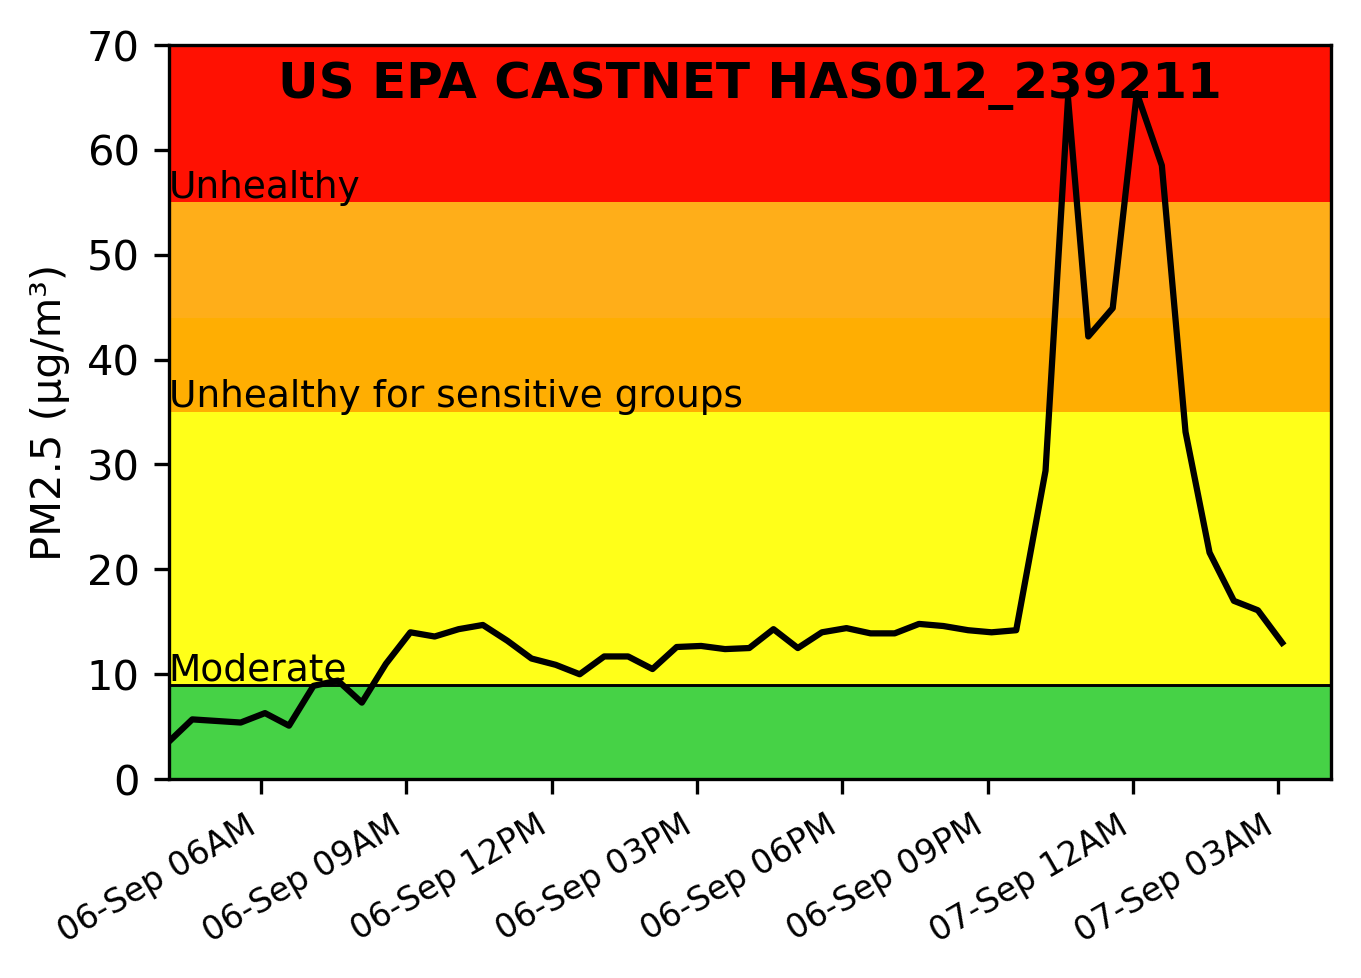 US EPA CASTNET HAS012_239211
PM2.5 (µg/m³)
70
60
50
40
30
20
10
0
Unhealthy
Unhealthy for sensitive groups
Moderate
06-Sep 06AM
06-Sep 09AM
06-Sep 12PM
06-Sep 03PM
06-Sep 06PM
06-Sep 09PM
07-Sep 12AM
07-Sep 03AM